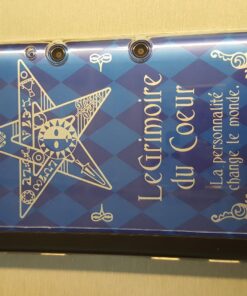 Le Grimoire
du Coeur
La personnalité
change le monde.